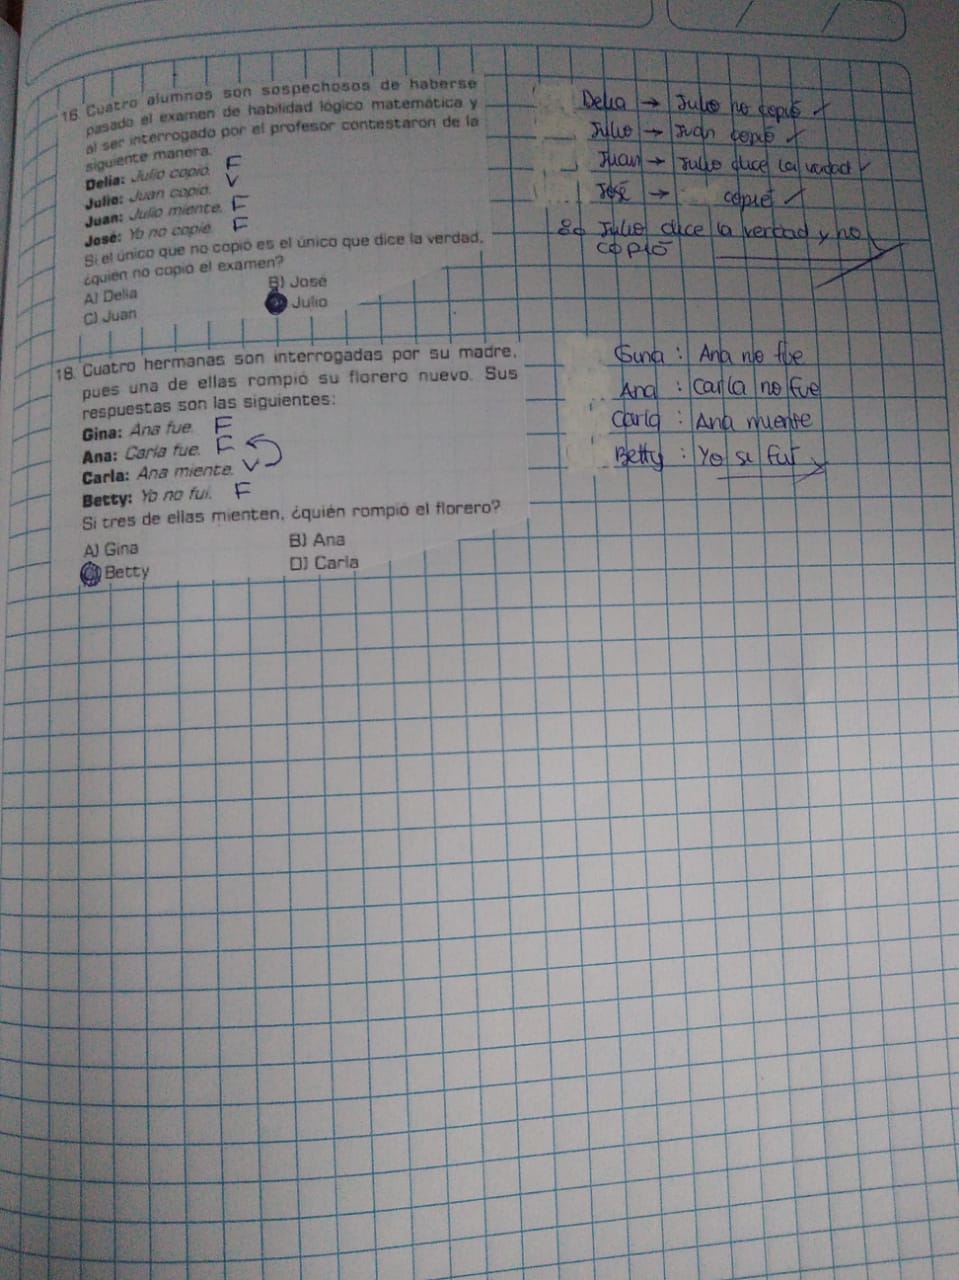 16. Cuatro alumnos son sospechosos de haberse
pasado el examen de habilidad lógico matemática y
al ser interrogado por el profesor contestaron de la
siguiente manera.
Delia: Julio copió. F
Julio: Juan copió. V
Juan: Julio miente. F
José: Yo no copié. F
Si el único que no copió es el único que dice la verdad,
¿quién no copió el examen?
A) Delia B) José
C) Juan Julio
Delia → Julio no copió
Julio → Juan copió
Juan → Julio dice la verdad
José → copié
So Julio dice la verdad y no
copió
18. Cuatro hermanas son interrogadas por su madre,
pues una de ellas rompió su florero nuevo. Sus
respuestas son las siguientes:
Gina: Ana fue. F
Ana: Carla fue. F
Carla: Ana miente. V
Betty: Yo no fui. F
Si tres de ellas mienten, ¿quién rompió el florero?
A) Gina B) Ana
Betty D) Carla
Gina : Ana no fue
Ana : Carla no fue
Carla : Ana miente
Betty : Yo si fui